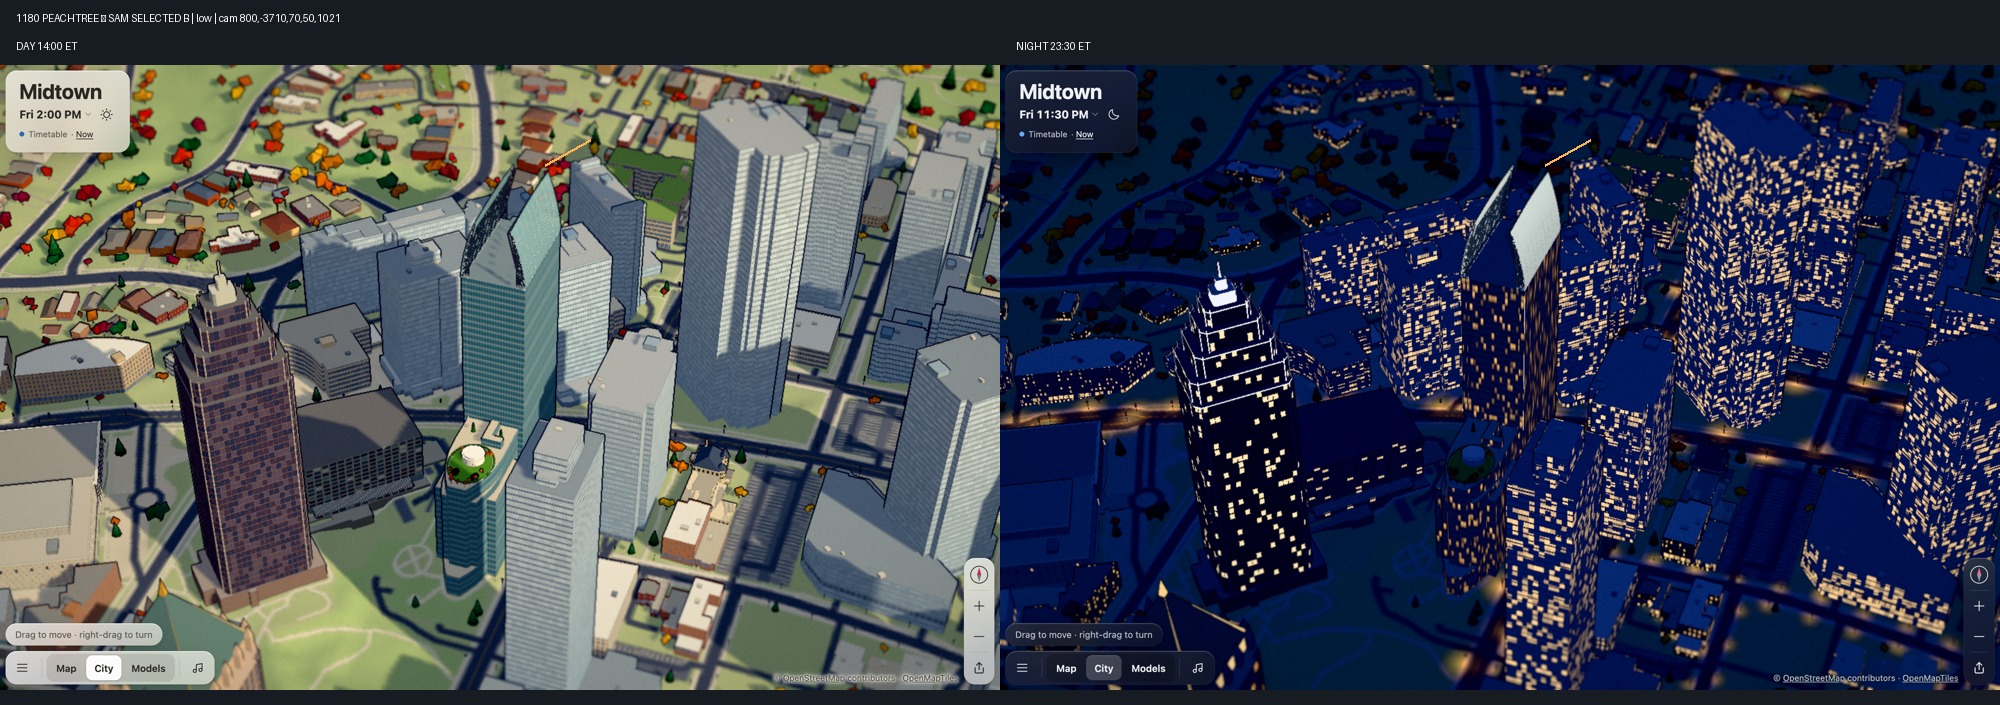 1180 PEACHTREE SAM SELECTED B | low | cam 800,-3710,70,50,1021
DAY 14:00 ET
NIGHT 23:30 ET
Midtown
Fri 2:00 PM
Timetable · Now
Midtown
Fri 11:30 PM
Timetable · Now
Drag to move · right-drag to turn
Map City Models
© OpenStreetMap contributors · OpenMapTiles
Drag to move · right-drag to turn
Map City Models
© OpenStreetMap contributors · OpenMapTiles